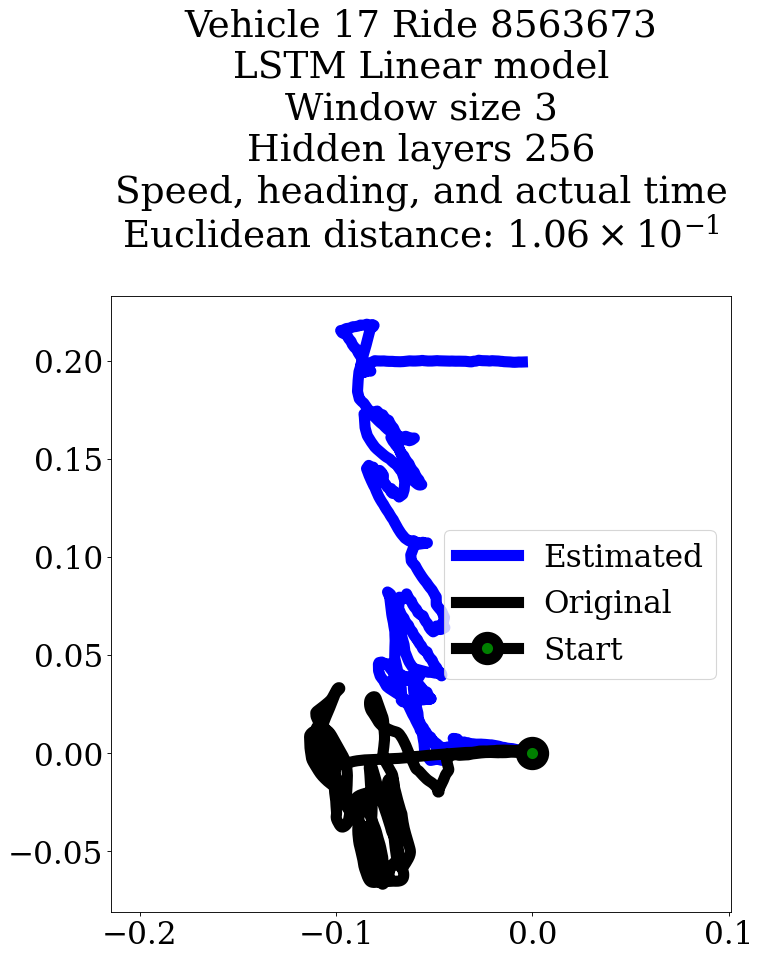 Vehicle 17 Ride 8563673
LSTM Linear model
Window size 3
Hidden layers 256
Speed, heading, and actual time
Euclidean distance: 1.06 × 10⁻¹
0.20
0.15
0.10
0.05
0.00
−0.05
Estimated
Original
Start
−0.2
−0.1
0.0
0.1